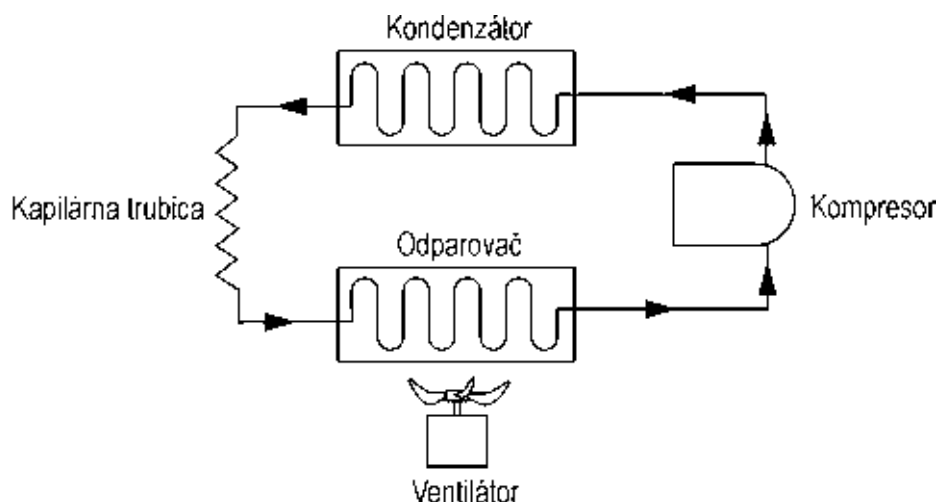 Kondenzátor
Kapilárna trubica
Kompresor
Odparovač
Ventilátor